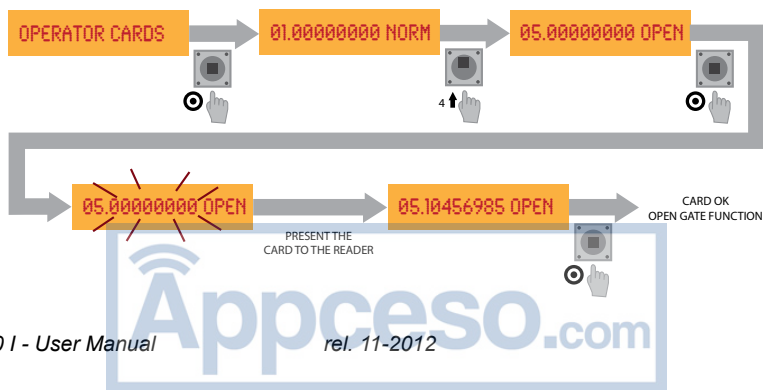 OPERATOR CARDS
01.00000000 NORM
05.00000000 OPEN
4
05.00000000 OPEN
PRESENT THE
CARD TO THE READER
05.10456985 OPEN
CARD OK
OPEN GATE FUNCTION
Appceso.com
I - User Manual
rel. 11-2012